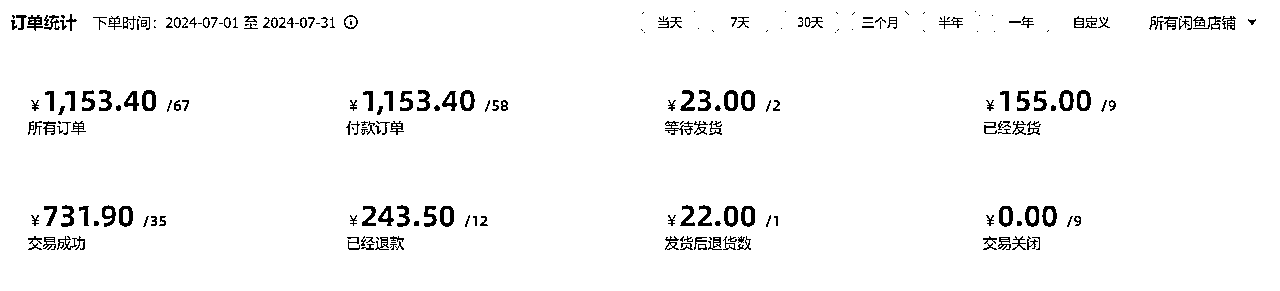 订单统计 下单时间：2024-07-01 至 2024-07-31 当天 7天 30天 三个月 半年 一年 自定义 所有闲鱼店铺
¥1,153.40 /67 ¥1,153.40 /58 ¥23.00 /2 ¥155.00 /9
所有订单 付款订单 等待发货 已经发货
¥731.90 /35 ¥243.50 /12 ¥22.00 /1 ¥0.00 /9
交易成功 已经退款 发货后退货数 交易关闭